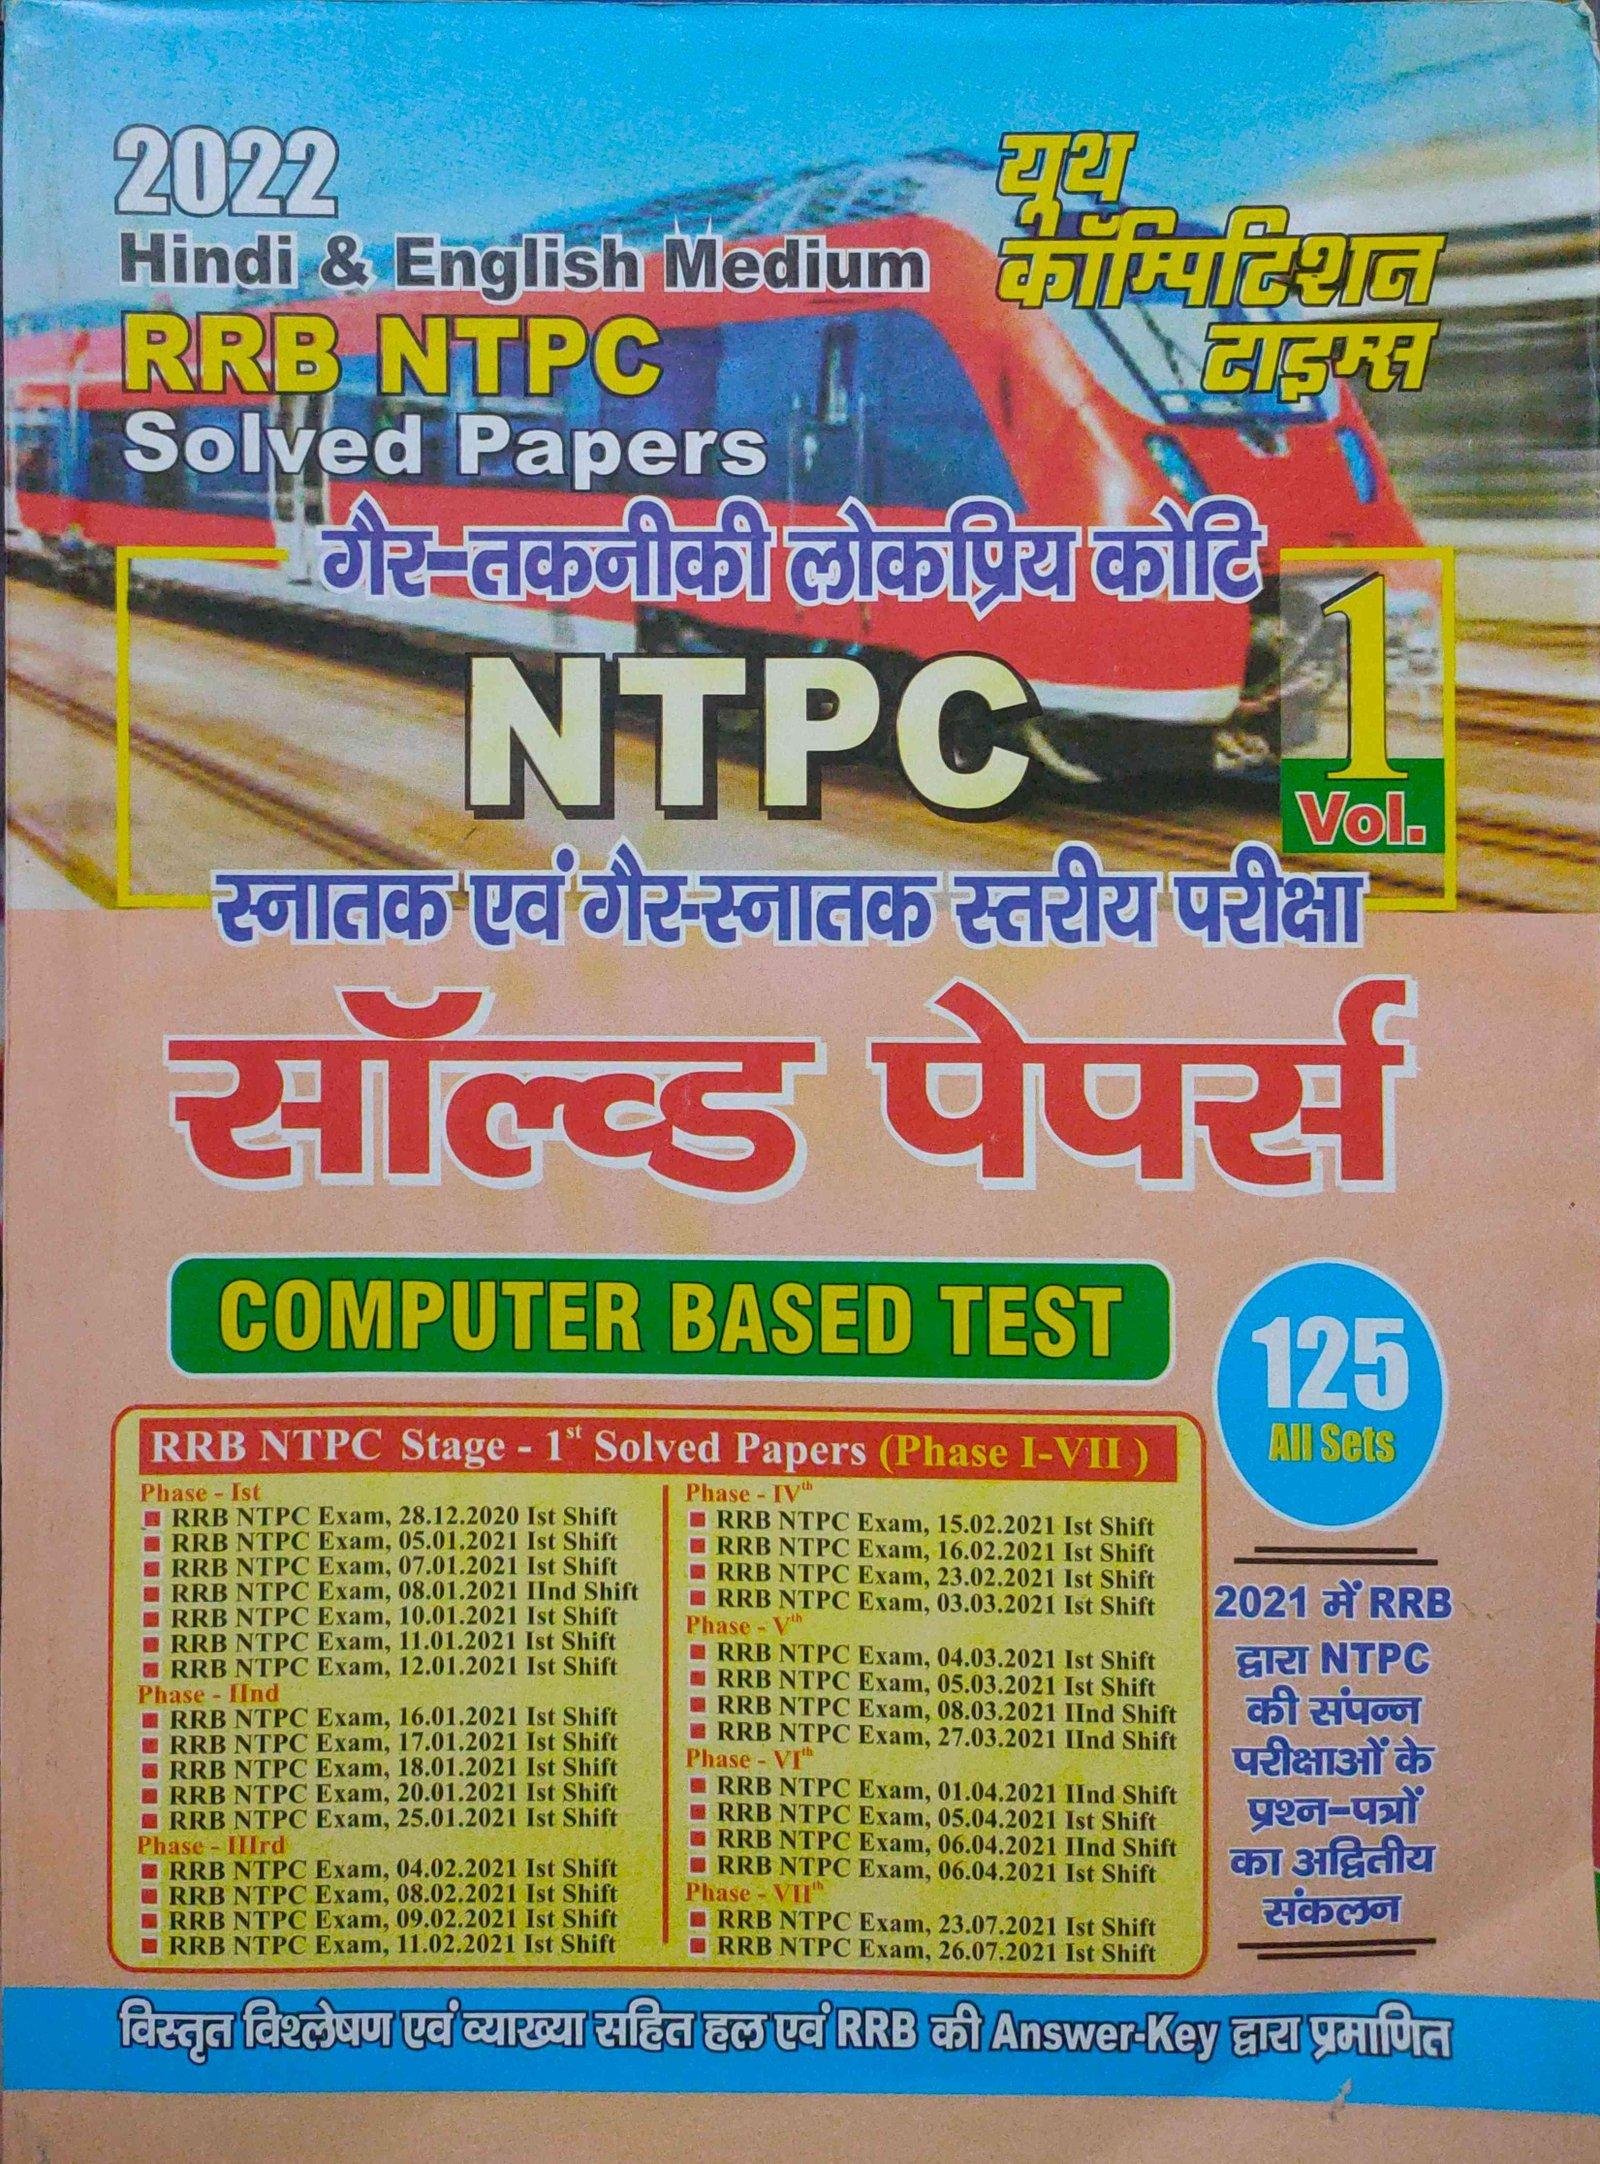 2022
Hindi & English Medium
RRB NTPC
Solved Papers
यूथ
कॉम्पिटिशन
टाइम्स
गैर-तकनीकी लोकप्रिय कोटि
NTPC
1
Vol.
स्नातक एवं गैर-स्नातक स्तरीय परीक्षा
सॉल्व्ड पेपर्स
COMPUTER BASED TEST
125
All Sets
RRB NTPC Stage - 1st Solved Papers (Phase I-VII )
Phase - Ist
RRB NTPC Exam, 28.12.2020 Ist Shift
RRB NTPC Exam, 05.01.2021 Ist Shift
RRB NTPC Exam, 07.01.2021 Ist Shift
RRB NTPC Exam, 08.01.2021 IInd Shift
RRB NTPC Exam, 10.01.2021 Ist Shift
RRB NTPC Exam, 11.01.2021 Ist Shift
RRB NTPC Exam, 12.01.2021 Ist Shift
Phase - IInd
RRB NTPC Exam, 16.01.2021 Ist Shift
RRB NTPC Exam, 17.01.2021 Ist Shift
RRB NTPC Exam, 18.01.2021 Ist Shift
RRB NTPC Exam, 20.01.2021 Ist Shift
RRB NTPC Exam, 25.01.2021 Ist Shift
Phase - IIIrd
RRB NTPC Exam, 04.02.2021 Ist Shift
RRB NTPC Exam, 08.02.2021 Ist Shift
RRB NTPC Exam, 09.02.2021 Ist Shift
RRB NTPC Exam, 11.02.2021 Ist Shift
Phase - IVth
RRB NTPC Exam, 15.02.2021 Ist Shift
RRB NTPC Exam, 16.02.2021 Ist Shift
RRB NTPC Exam, 23.02.2021 Ist Shift
RRB NTPC Exam, 03.03.2021 Ist Shift
Phase - Vth
RRB NTPC Exam, 04.03.2021 Ist Shift
RRB NTPC Exam, 05.03.2021 Ist Shift
RRB NTPC Exam, 08.03.2021 IInd Shift
RRB NTPC Exam, 27.03.2021 IInd Shift
Phase - VIth
RRB NTPC Exam, 01.04.2021 IInd Shift
RRB NTPC Exam, 05.04.2021 Ist Shift
RRB NTPC Exam, 06.04.2021 IInd Shift
RRB NTPC Exam, 06.04.2021 Ist Shift
Phase - VIIth
RRB NTPC Exam, 23.07.2021 Ist Shift
RRB NTPC Exam, 26.07.2021 Ist Shift
2021 में RRB
द्वारा NTPC
की संपन्न
परीक्षाओं के
प्रश्न-पत्रों
का अद्वितीय
संकलन
विस्तृत विश्लेषण एवं व्याख्या सहित हल एवं RRB की Answer-Key द्वारा प्रमाणित